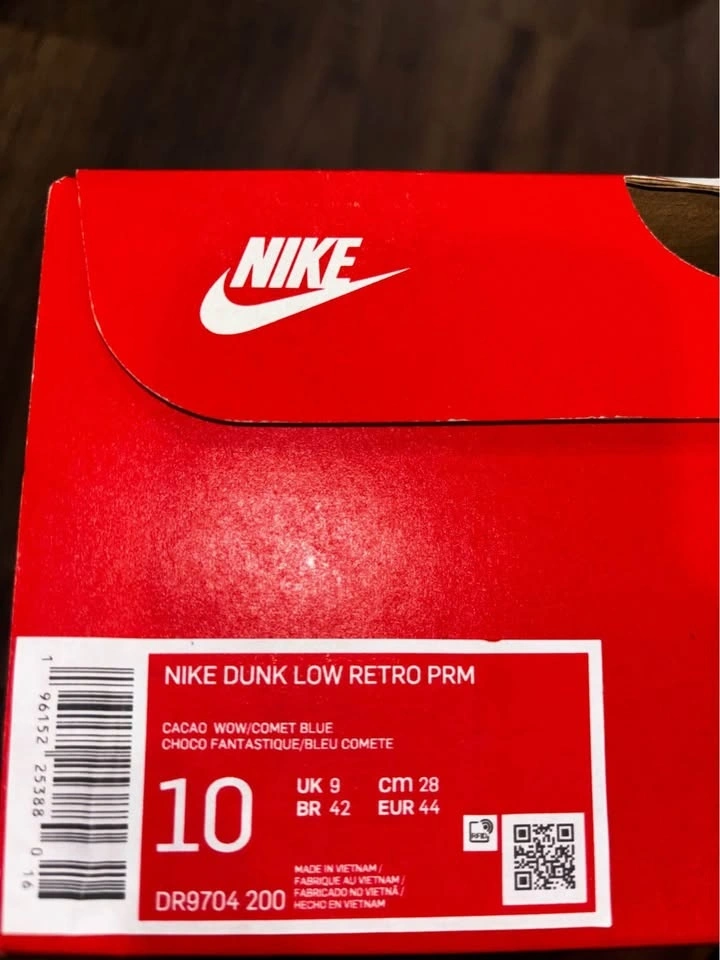 NIKE
NIKE DUNK LOW RETRO PRM
CACAO WOW/COMET BLUE
CHOCO FANTASTIQUE/BLEU COMETE
10
UK 9 cm 28
BR 42 EUR 44
RFID
DR9704 200
MADE IN VIETNAM /
FABRIQUE AU VIETNAM /
FABRICADO NO VIETNÃ /
HECHO EN VIETNAM
1 96152 25388 0 16